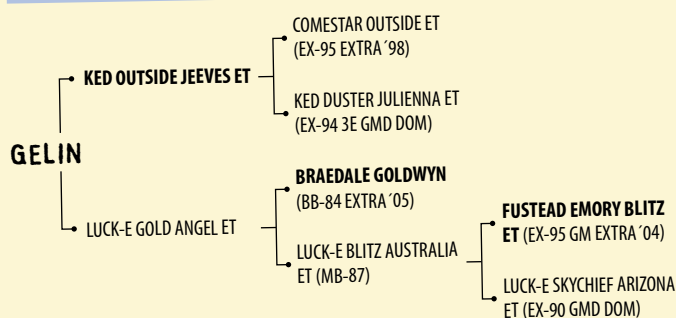 COMESTAR OUTSIDE ET
(EX-95 EXTRA´98)
KED OUTSIDE JEEVES ET
KED DUSTER JULIENNA ET
(EX-94 3E GMD DOM)
GELIN
BRAEDALE GOLDWYN
(BB-84 EXTRA´05)
LUCK-E GOLD ANGEL ET
FUSTEAD EMORY BLITZ
ET (EX-95 GM EXTRA´04)
LUCK-E BLITZ AUSTRALIA
ET (MB-87)
LUCK-E SKYCHIEF ARIZONA
ET (EX-90 GMD DOM)